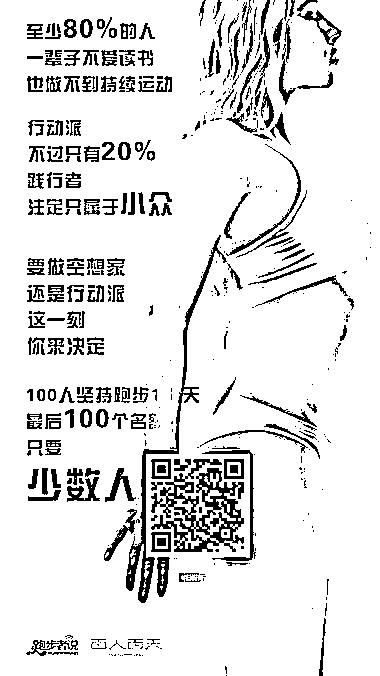 至少80%的人
一辈子不爱读书
也做不到持续运动
行动派
不过只有20%
践行者
注定只属于小众
要做空想家
还是行动派
这一刻
你来决定
100人坚持跑步1 天
最后100个名
只要
少数人
跑步者说
百人百天